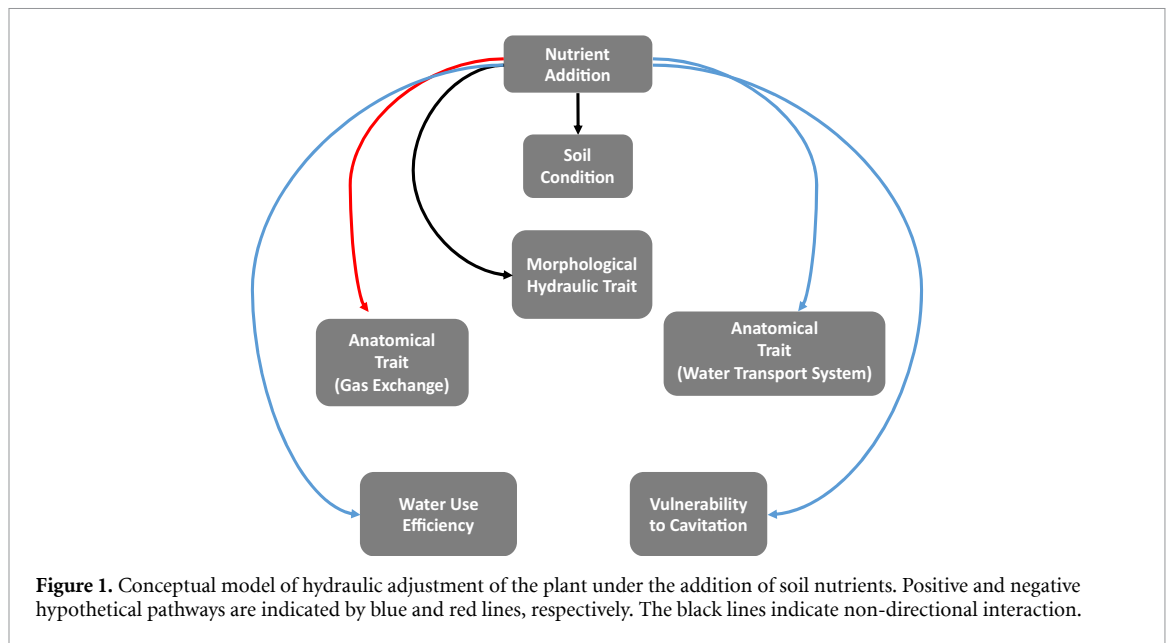 Nutrient
Addition
Soil
Condition
Morphological
Hydraulic Trait
Anatomical
Trait
(Gas Exchange)
Anatomical
Trait
(Water Transport System)
Water Use
Efficiency
Vulnerability
to Cavitation
Figure 1. Conceptual model of hydraulic adjustment of the plant under the addition of soil nutrients. Positive and negative
hypothetical pathways are indicated by blue and red lines, respectively. The black lines indicate non-directional interaction.